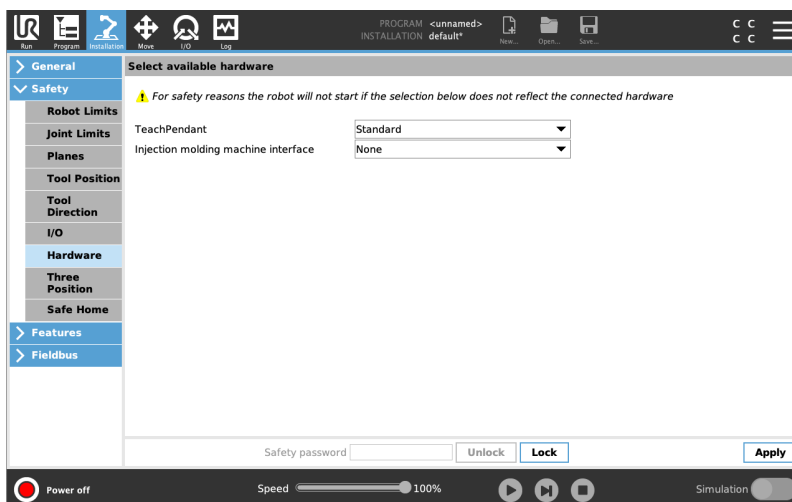 UR
PROGRAM <unnamed>
INSTALLATION default*
C C
C C
Run Program Installation Move I/O Log New... Open... Save...
General
Select available hardware
Safety
For safety reasons the robot will not start if the selection below does not reflect the connected hardware
Robot Limits
Joint Limits
Planes
Tool Position
Tool
Direction
I/O
Hardware
Three
Position
Safe Home
Features
Fieldbus
TeachPendant Standard
Injection molding machine interface None
Safety password Unlock Lock Apply
Power off Speed 100% Simulation